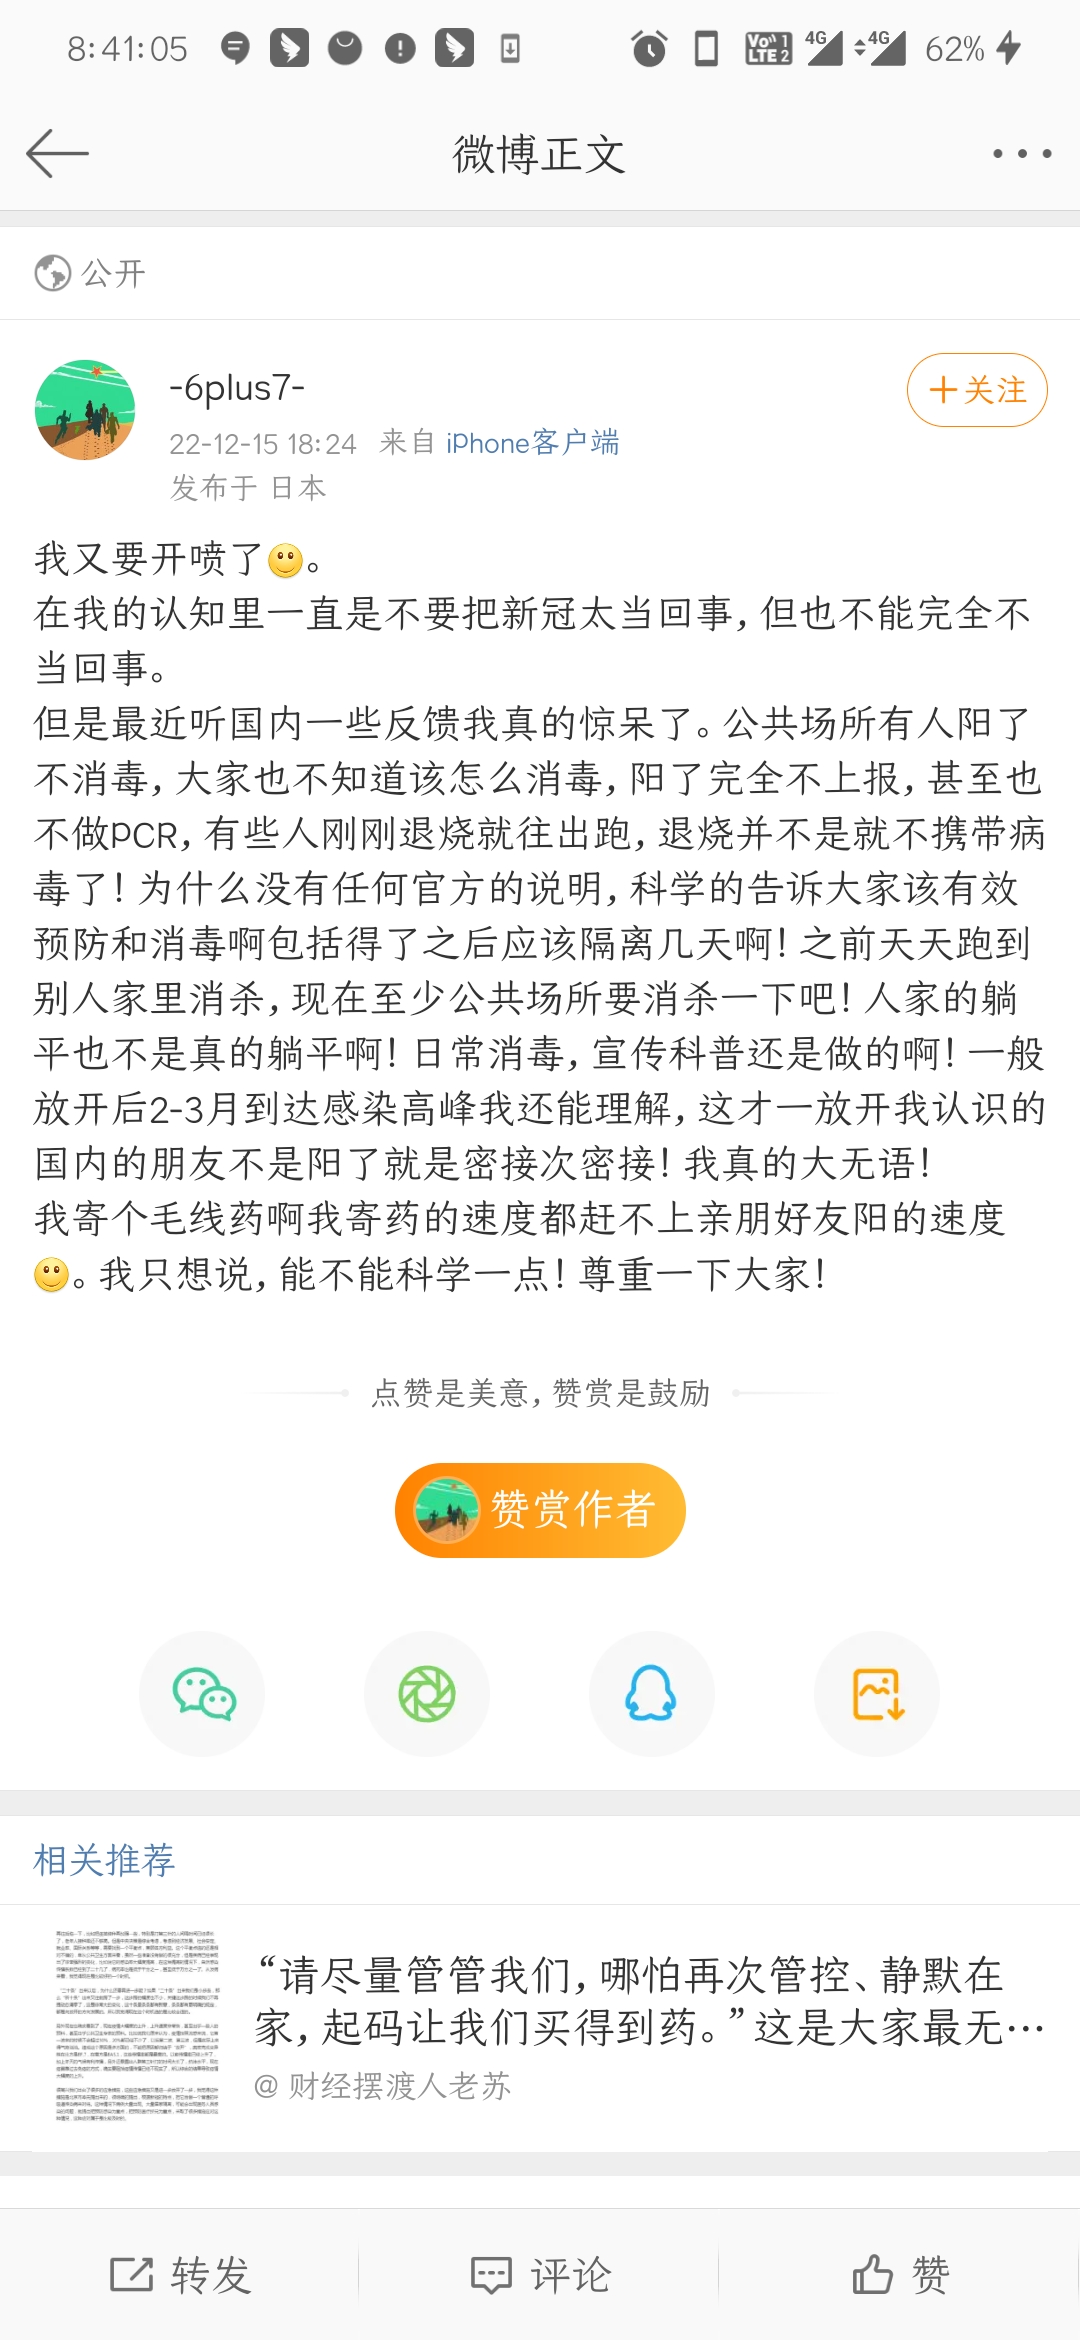 8:41:05
Vo 1
LTE 2
4G
4G
62%
微博正文
公开
-6plus7-
+关注
22-12-15 18:24 来自 iPhone客户端
发布于 日本
我又要开喷了。
在我的认知里一直是不要把新冠太当回事,但也不能完全不
当回事。
但是最近听国内一些反馈我真的惊呆了。公共场所有人阳了
不消毒,大家也不知道该怎么消毒,阳了完全不上报,甚至也
不做PCR,有些人刚刚退烧就往出跑,退烧并不是就不携带病
毒了!为什么没有任何官方的说明,科学的告诉大家该有效
预防和消毒啊包括得了之后应该隔离几天啊!之前天天跑到
别人家里消杀,现在至少公共场所要消杀一下吧!人家的躺
平也不是真的躺平啊!日常消毒,宣传科普还是做的啊!一般
放开后2-3月到达感染高峰我还能理解,这才一放开我认识的
国内的朋友不是阳了就是密接次密接!我真的大无语!
我寄个毛线药啊我寄药的速度都赶不上亲朋好友阳的速度
。我只想说,能不能科学一点!尊重一下大家!
点赞是美意,赞赏是鼓励
赞赏作者
相关推荐
“请尽量管管我们,哪怕再次管控、静默在
家,起码让我们买得到药。”这是大家最无…
@ 财经摆渡人老苏
转发
评论
赞